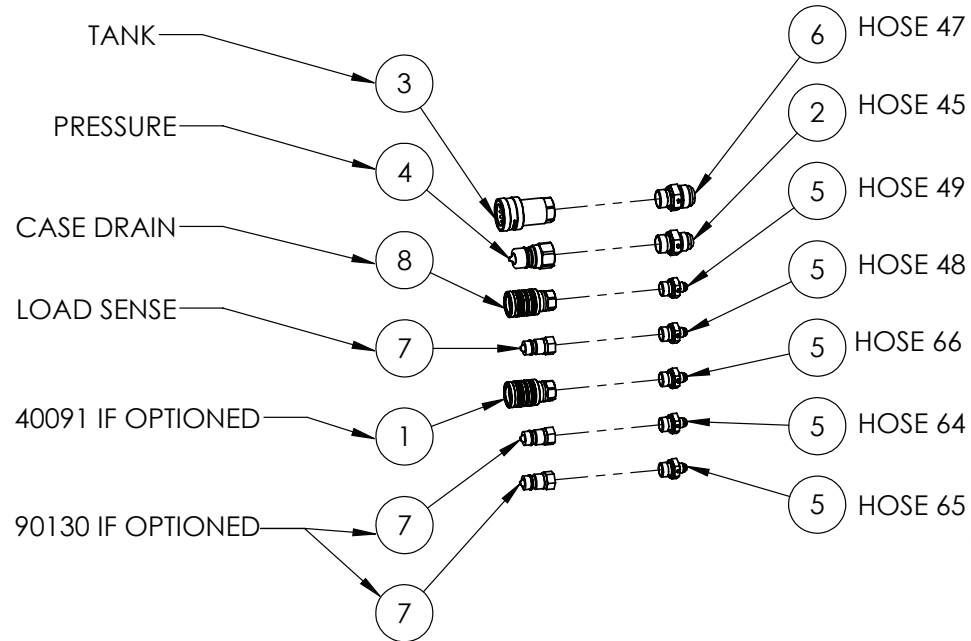 TANK
3
6
HOSE 47
PRESSURE
4
2
HOSE 45
CASE DRAIN
8
5
HOSE 49
LOAD SENSE
7
5
HOSE 48
40091 IF OPTIONED
1
5
HOSE 66
90130 IF OPTIONED
7
5
HOSE 64
7
5
HOSE 65